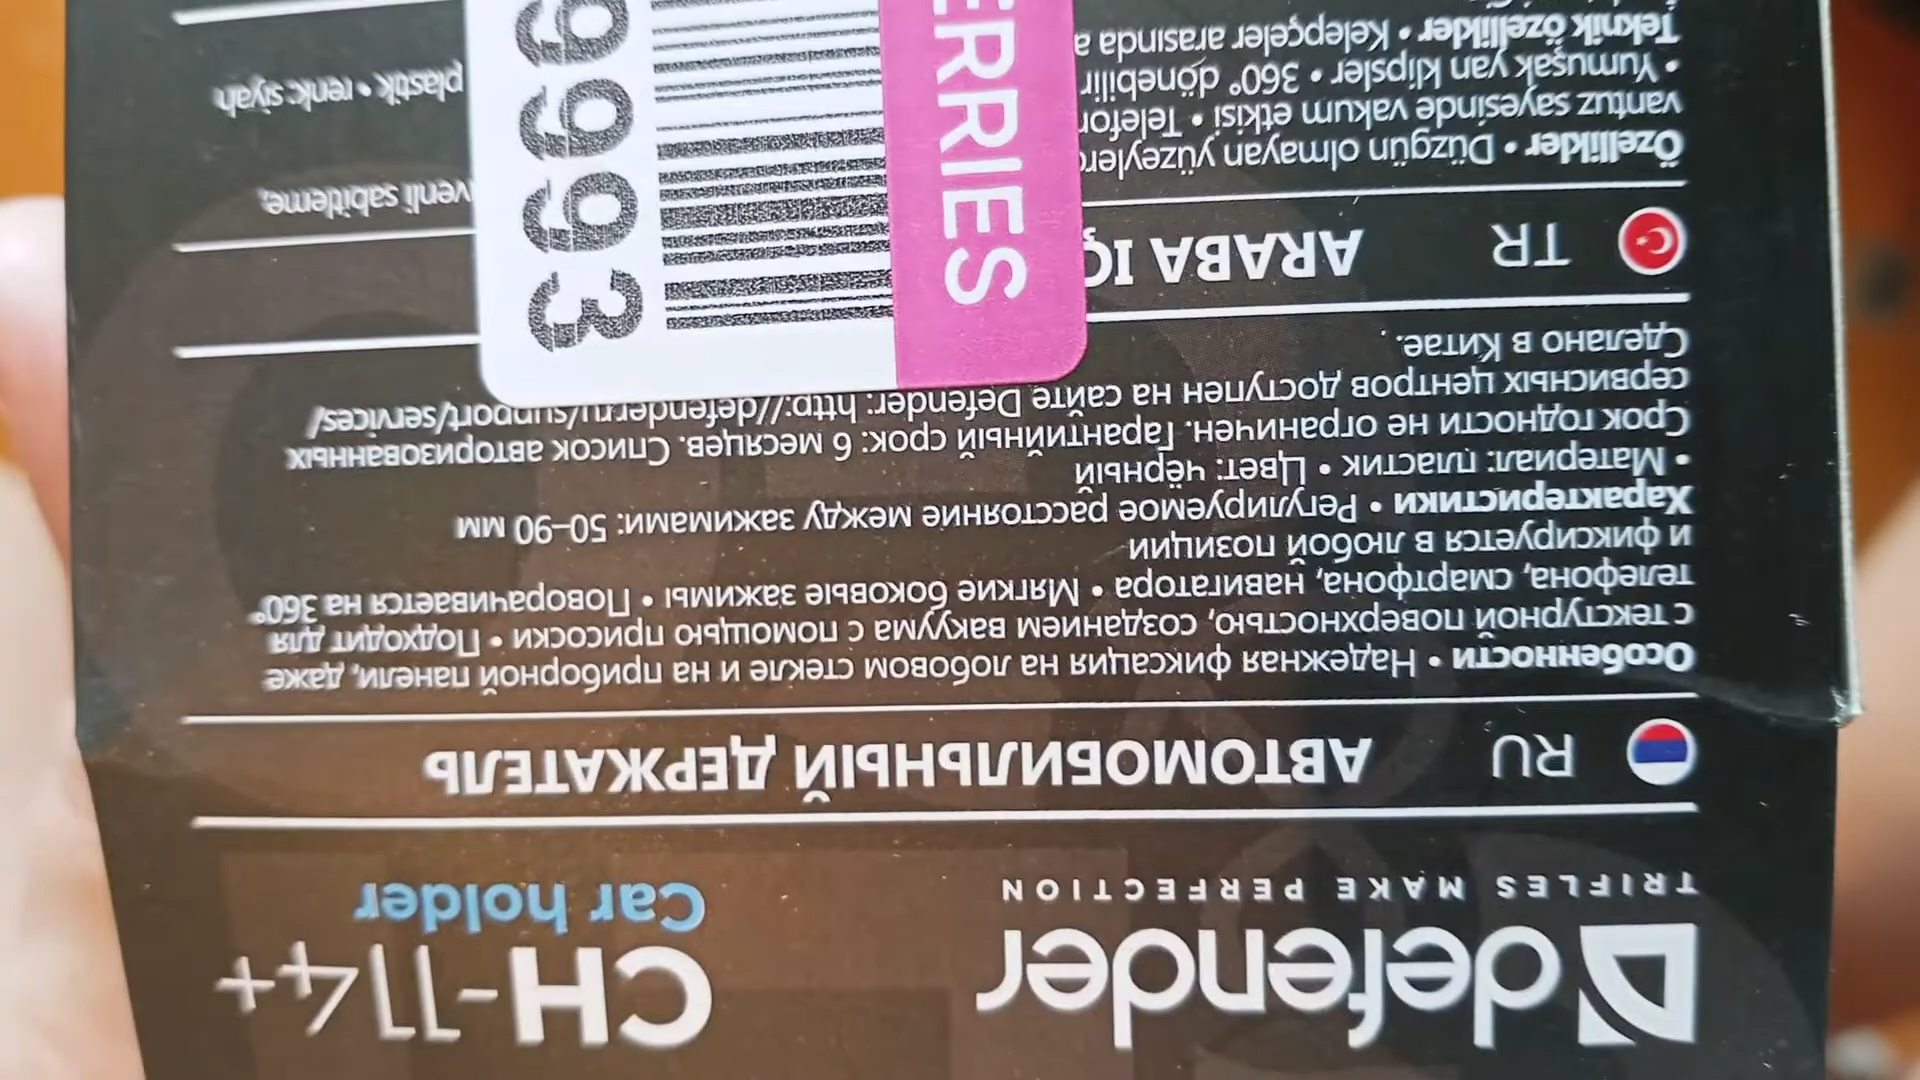 defender
TRIFLES MAKE PERFECTION
CH-114++
Car holder
RU АВТОМОБИЛЬНЫЙ ДЕРЖАТЕЛЬ
Особенности • Надежная фиксация на лобовом стекле и на приборной панели, даже
с текстурной поверхностью, созданием вакуума с помощью присоски • Подходит для
телефона, смартфона, навигатора • Мягкие боковые зажимы • Поворачивается на 360°
и фиксируется в любой позиции
Характеристики • Регулируемое расстояние между зажимами: 50–90 мм
• Материал: пластик • Цвет: чёрный
Срок годности не ограничен. Гарантийный срок: 6 месяцев. Список авторизованных
сервисных центров доступен на сайте Defender: http://defender.ru/support/services/
Сделано в Китае.
TR ARABA
Özellikler • Düzgün olmayan venli sabitleme,
vantuz sayesinde vakum etkisi •
• Yumuşak yan klipsler • 360° dönebilir plastik • renk: siyah
Teknik özellikler • Kelepçeler arasında
ERRIES
9993